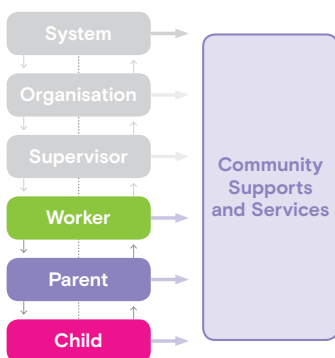 System
Organisation
Supervisor
Worker
Parent
Child
Community
Supports
and Services